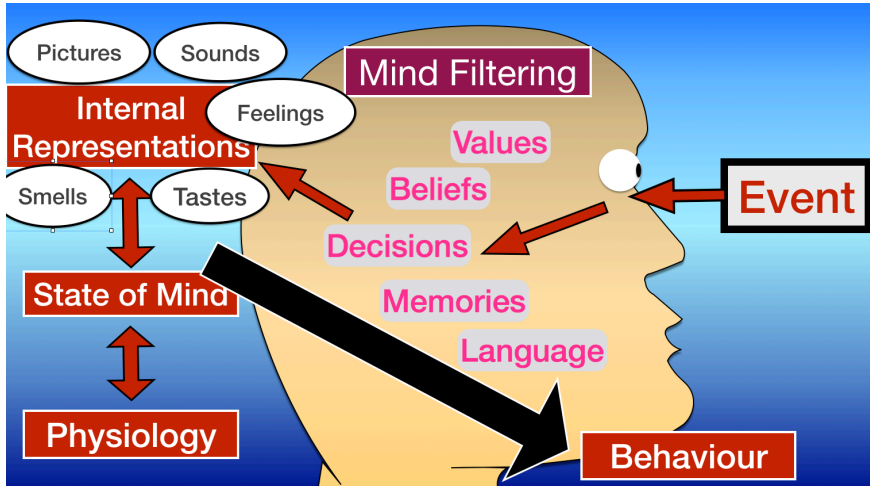 Pictures
Sounds
Mind Filtering
Internal
Representations
Feelings
Values
Beliefs
Event
Smells
Tastes
Decisions
State of Mind
Memories
Language
Physiology
Behaviour